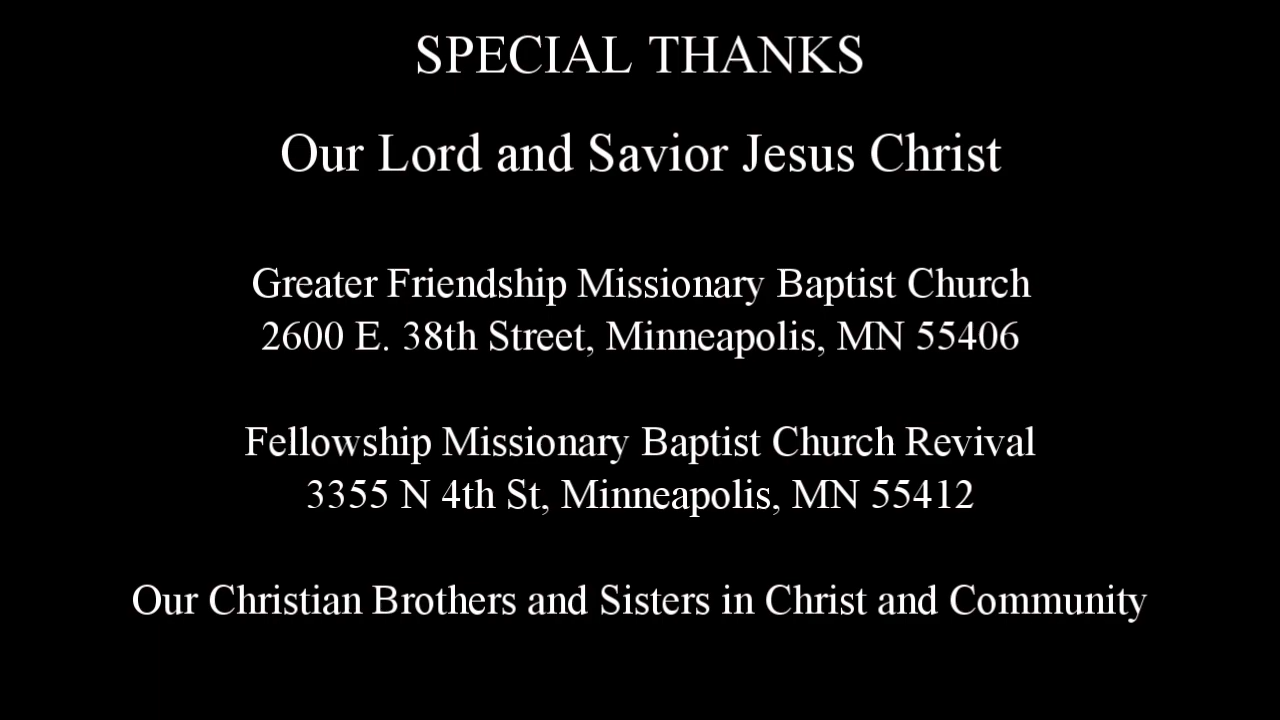 SPECIAL THANKS
Our Lord and Savior Jesus Christ
Greater Friendship Missionary Baptist Church
2600 E. 38th Street, Minneapolis, MN 55406
Fellowship Missionary Baptist Church Revival
3355 N 4th St, Minneapolis, MN 55412
Our Christian Brothers and Sisters in Christ and Community